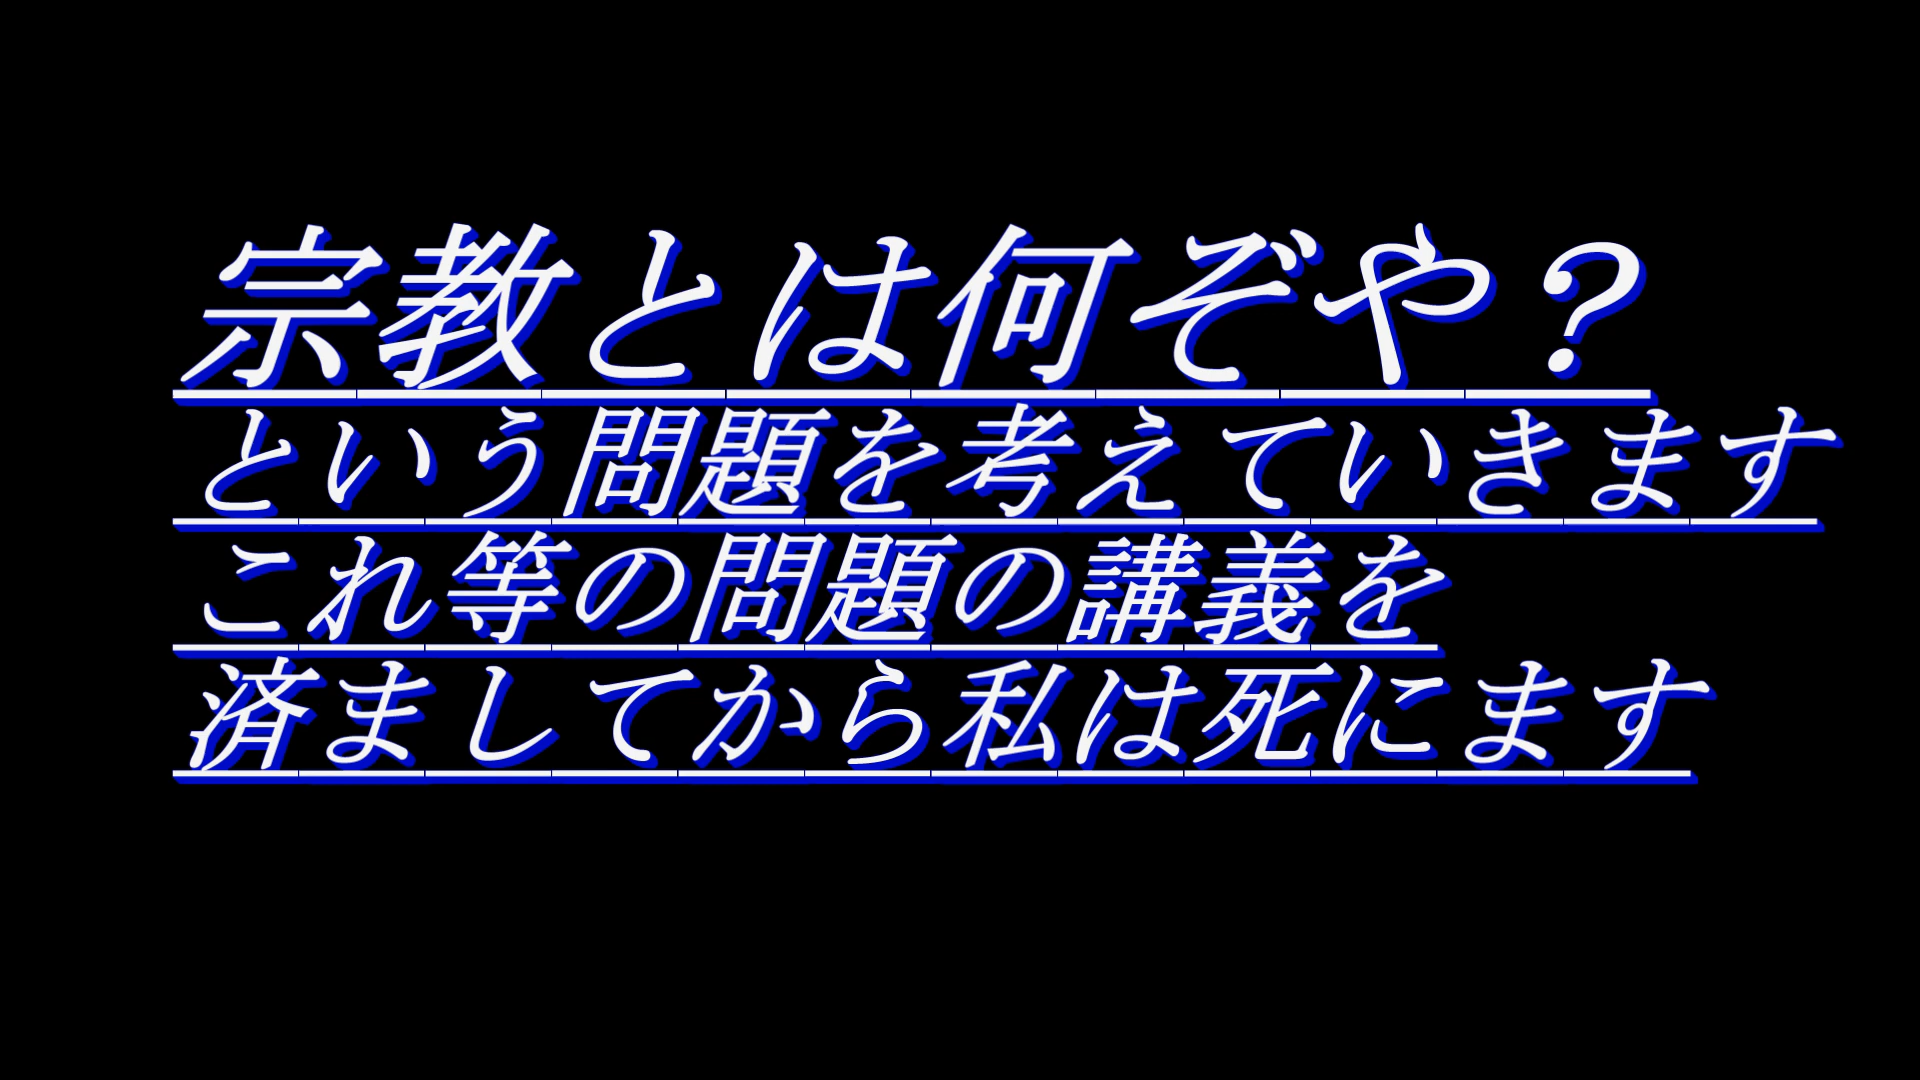 宗教とは何ぞや？
という問題を考えていきます
これ等の問題の講義を
済ましてから私は死にます